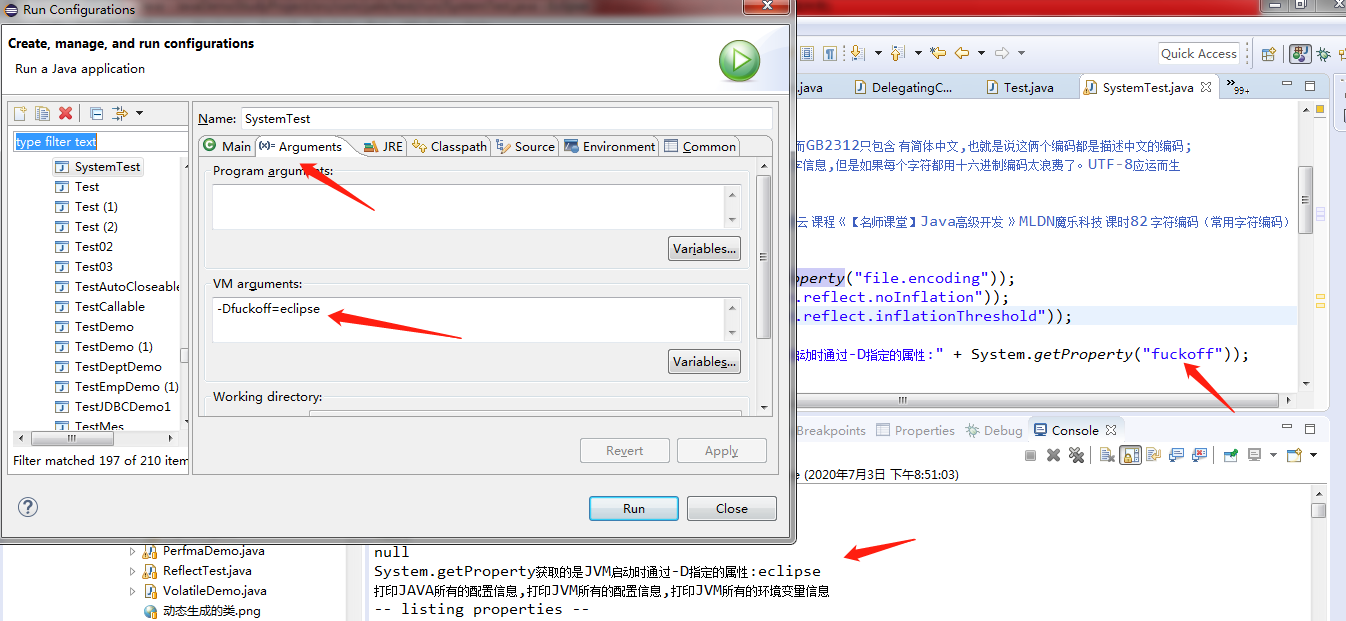 Run Configurations
Create, manage, and run configurations
Run a Java application
type filter text
SystemTest
Test
Test (1)
Test (2)
Test02
Test03
TestAutoCloseable
TestCallable
TestDemo
TestDemo (1)
TestDeptDemo
TestEmpDemo (1)
TestJDBCDemo1
TestMes
Filter matched 197 of 210 item
Name: SystemTest
Main
(x)= Arguments
JRE
Classpath
Source
Environment
Common
Program arguments:
Variables...
VM arguments:
-Dfuckoff=eclipse
Variables...
Working directory:
Revert
Apply
Run
Close
Quick Access
.java
DelegatingC...
Test.java
SystemTest.java
99+
而GB2312只包含 有简体中文,也就是说这俩个编码都是描述中文的编码;
字信息,但是如果每个字符都用十六进制编码太浪费了。UTF-8应运而生
云 课程《【名师课堂】Java高级开发 》MLDN魔乐科技 课时82 字符编码（常用字符编码）
operty("file.encoding"));
.reflect.noInflation"));
.reflect.inflationThreshold"));
动时通过-D指定的属性:" + System.getProperty("fuckoff"));
Breakpoints
Properties
Debug
Console
e (2020年7月3日 下午8:51:03)
PerfmaDemo.java
ReflectTest.java
VolatileDemo.java
动态生成的类.png
null
System.getProperty获取的是JVM启动时通过-D指定的属性:eclipse
打印JAVA所有的配置信息,打印JVM所有的配置信息,打印JVM所有的环境变量信息
-- listing properties --